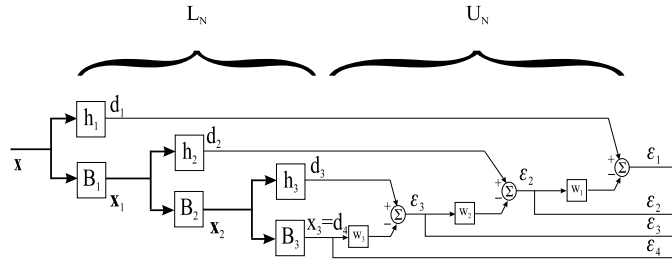 L_N U_N
h_1 d_1
x
B_1 x_1
h_2 d_2
B_2 x_2
h_3 d_3
B_3 x_3=d_4
w_3 + − Σ ε_3
w_2 + − Σ ε_2
w_1 + − Σ ε_1
ε_2
ε_3
ε_4